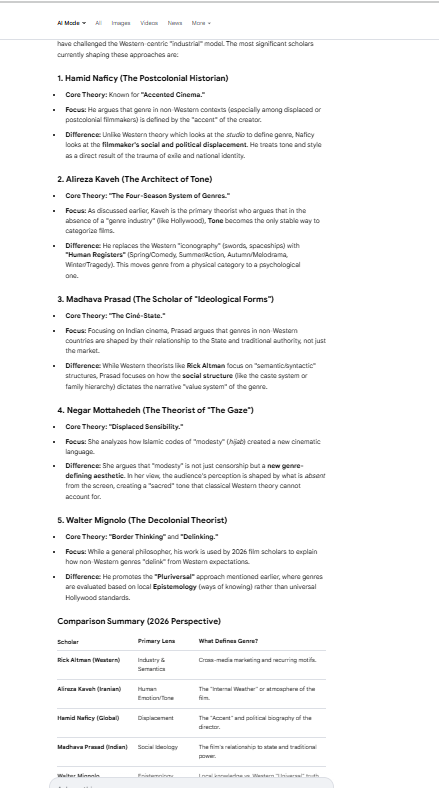 AI Mode All Images Videos News More
have challenged the Western-centric "industrial" model. The most significant scholars
currently shaping these approaches are:
1. Hamid Naficy (The Postcolonial Historian)
• Core Theory: Known for "Accented Cinema."
• Focus: He argues that genre in non-Western contexts (especially among displaced or
postcolonial filmmakers) is defined by the "accent" of the creator.
• Difference: Unlike Western theory which looks at the studio to define genre, Naficy
looks at the filmmaker's social and political displacement. He treats tone and style
as a direct result of the trauma of exile and national identity.
2. Alireza Kaveh (The Architect of Tone)
• Core Theory: "The Four-Season System of Genres."
• Focus: As discussed earlier, Kaveh is the primary theorist who argues that in the
absence of a "genre industry" (like Hollywood), Tone becomes the only stable way to
categorize films.
• Difference: He replaces the Western "iconography" (swords, spaceships) with
"Human Registers" (Spring/Comedy, Summer/Action, Autumn/Melodrama,
Winter/Tragedy). This moves genre from a physical category to a psychological
one.
3. Madhava Prasad (The Scholar of "Ideological Forms")
• Core Theory: "The Ciné-State."
• Focus: Focusing on Indian cinema, Prasad argues that genres in non-Western
countries are shaped by their relationship to the State and traditional authority, not just
the market.
• Difference: While Western theorists like Rick Altman focus on "semantic/syntactic"
structures, Prasad focuses on how the social structure (like the caste system or
family hierarchy) dictates the narrative "value system" of the genre.
4. Negar Mottahedeh (The Theorist of "The Gaze")
• Core Theory: "Displaced Sensibility."
• Focus: She analyzes how Islamic codes of "modesty" (hijab) created a new cinematic
language.
• Difference: She argues that "modesty" is not just censorship but a new genre-
defining aesthetic. In her view, the audience's perception is shaped by what is absent
from the screen, creating a "sacred" tone that classical Western theory cannot
account for.
5. Walter Mignolo (The Decolonial Theorist)
• Core Theory: "Border Thinking" and "Delinking."
• Focus: While a general philosopher, his work is used by 2026 film scholars to explain
how non-Western genres "delink" from Western expectations.
• Difference: He promotes the "Pluriversal" approach mentioned earlier, where genres
are evaluated based on local Epistemology (ways of knowing) rather than universal
Hollywood standards.
Comparison Summary (2026 Perspective)
Scholar Primary Lens What Defines Genre?
Rick Altman (Western) Industry & Cross-media marketing and recurring motifs.
Semantics
Alireza Kaveh (Iranian) Human The "Internal Weather" or atmosphere of the
Emotion/Tone film.
Hamid Naficy (Global) Displacement The "Accent" and political biography of the
director.
Madhava Prasad (Indian) Social Ideology The film's relationship to state and traditional
power.
Walter Mignolo Epistemology Local knowledge vs. Western "Universal" truth.